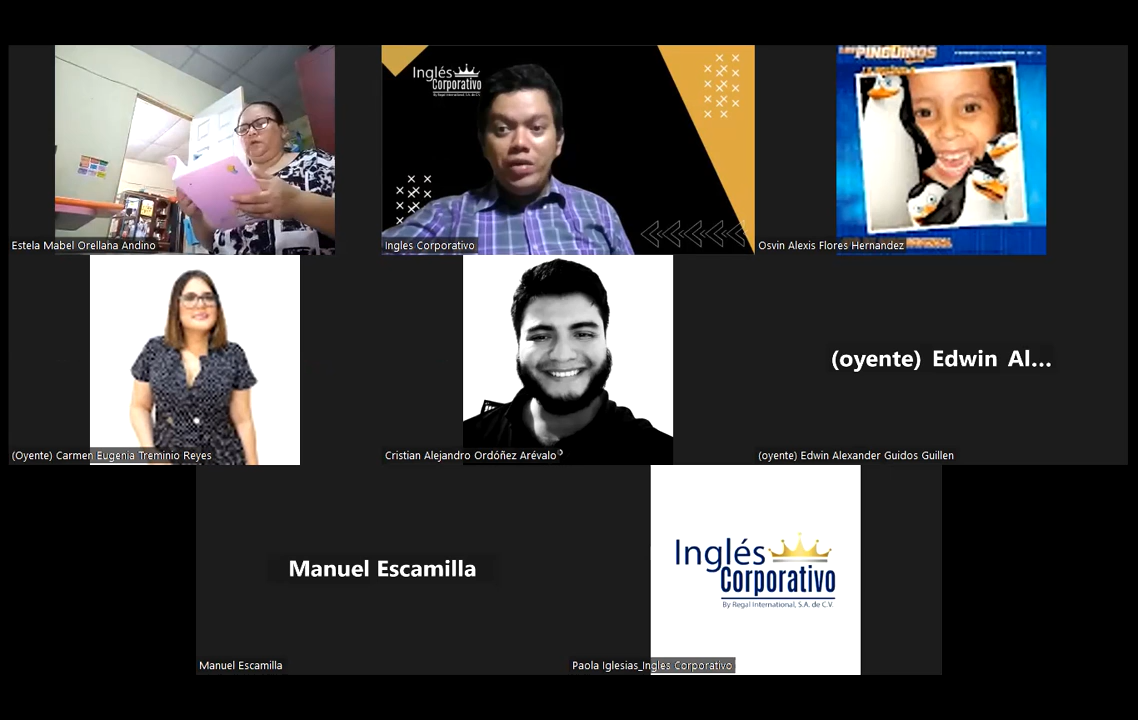 Inglés
Corporativo
By Regal International, S.A. de C.V.
LOS PINGÜINOS
Estela Mabel Orellana Andino
Ingles Corporativo
Osvin Alexis Flores Hernandez
(oyente) Edwin Al...
(Oyente) Carmen Eugenia Treminio Reyes
Cristian Alejandro Ordóñez Arévalo
(oyente) Edwin Alexander Guidos Guillen
Manuel Escamilla
Inglés
Corporativo
By Regal International, S.A. de C.V.
Manuel Escamilla
Paola Iglesias_Ingles Corporativo